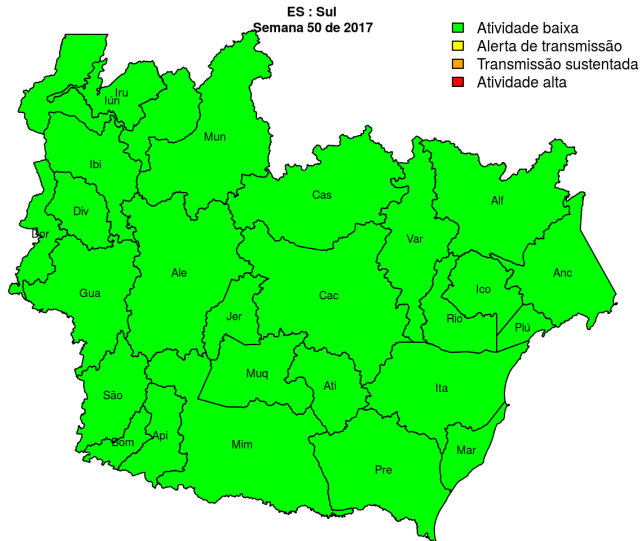 ES : Sul
Semana 50 de 2017
Atividade baixa
Alerta de transmissão
Transmissão sustentada
Atividade alta
Iru
Iún
Mun
Ibi
Cas
Alf
Div
Dor
Var
Ale
Anc
Gua
Cac
Ico
Jer
Rio
Piú
Muq
Ati
Ita
São
Api
Bom
Mim
Mar
Pre